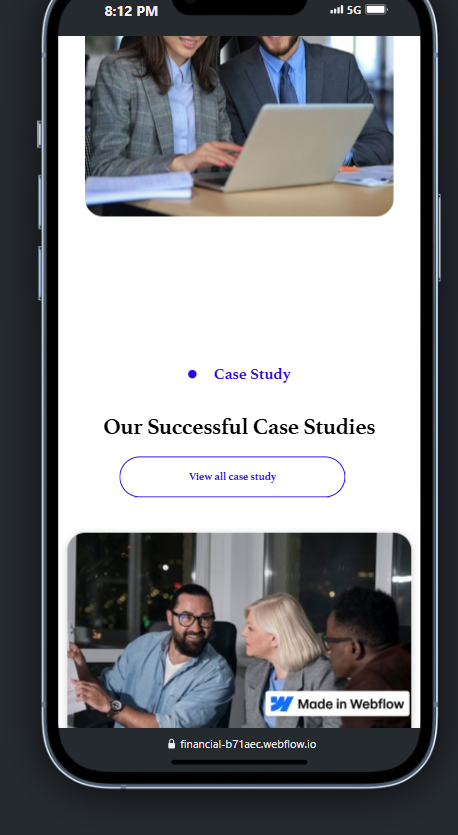 8:12 PM
5G
Case Study
Our Successful Case Studies
View all case study
Made in Webflow
financial-b71aec.webflow.io